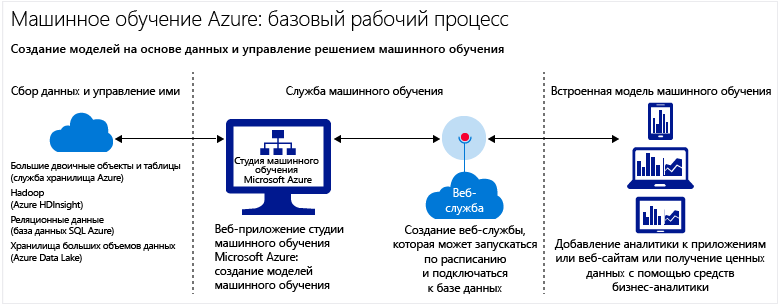 Машинное обучение Azure: базовый рабочий процесс
Создание моделей на основе данных и управление решением машинного обучения
Сбор данных и управление ими
Большие двоичные объекты и таблицы
(служба хранилища Azure)
Hadoop
(Azure HDInsight)
Реляционные данные
(база данных SQL Azure)
Хранилища больших объемов данных
(Azure Data Lake)
Служба машинного обучения
Студия машинного
обучения
Microsoft Azure
Веб-приложение студии
машинного обучения
Microsoft Azure:
создание моделей
машинного обучения
Веб-
служба
Создание веб-службы,
которая может запускаться
по расписанию
и подключаться
к базе данных
Встроенная модель машинного обучения
Добавление аналитики к приложениям
или веб-сайтам или получение ценных
данных с помощью средств
бизнес-аналитики